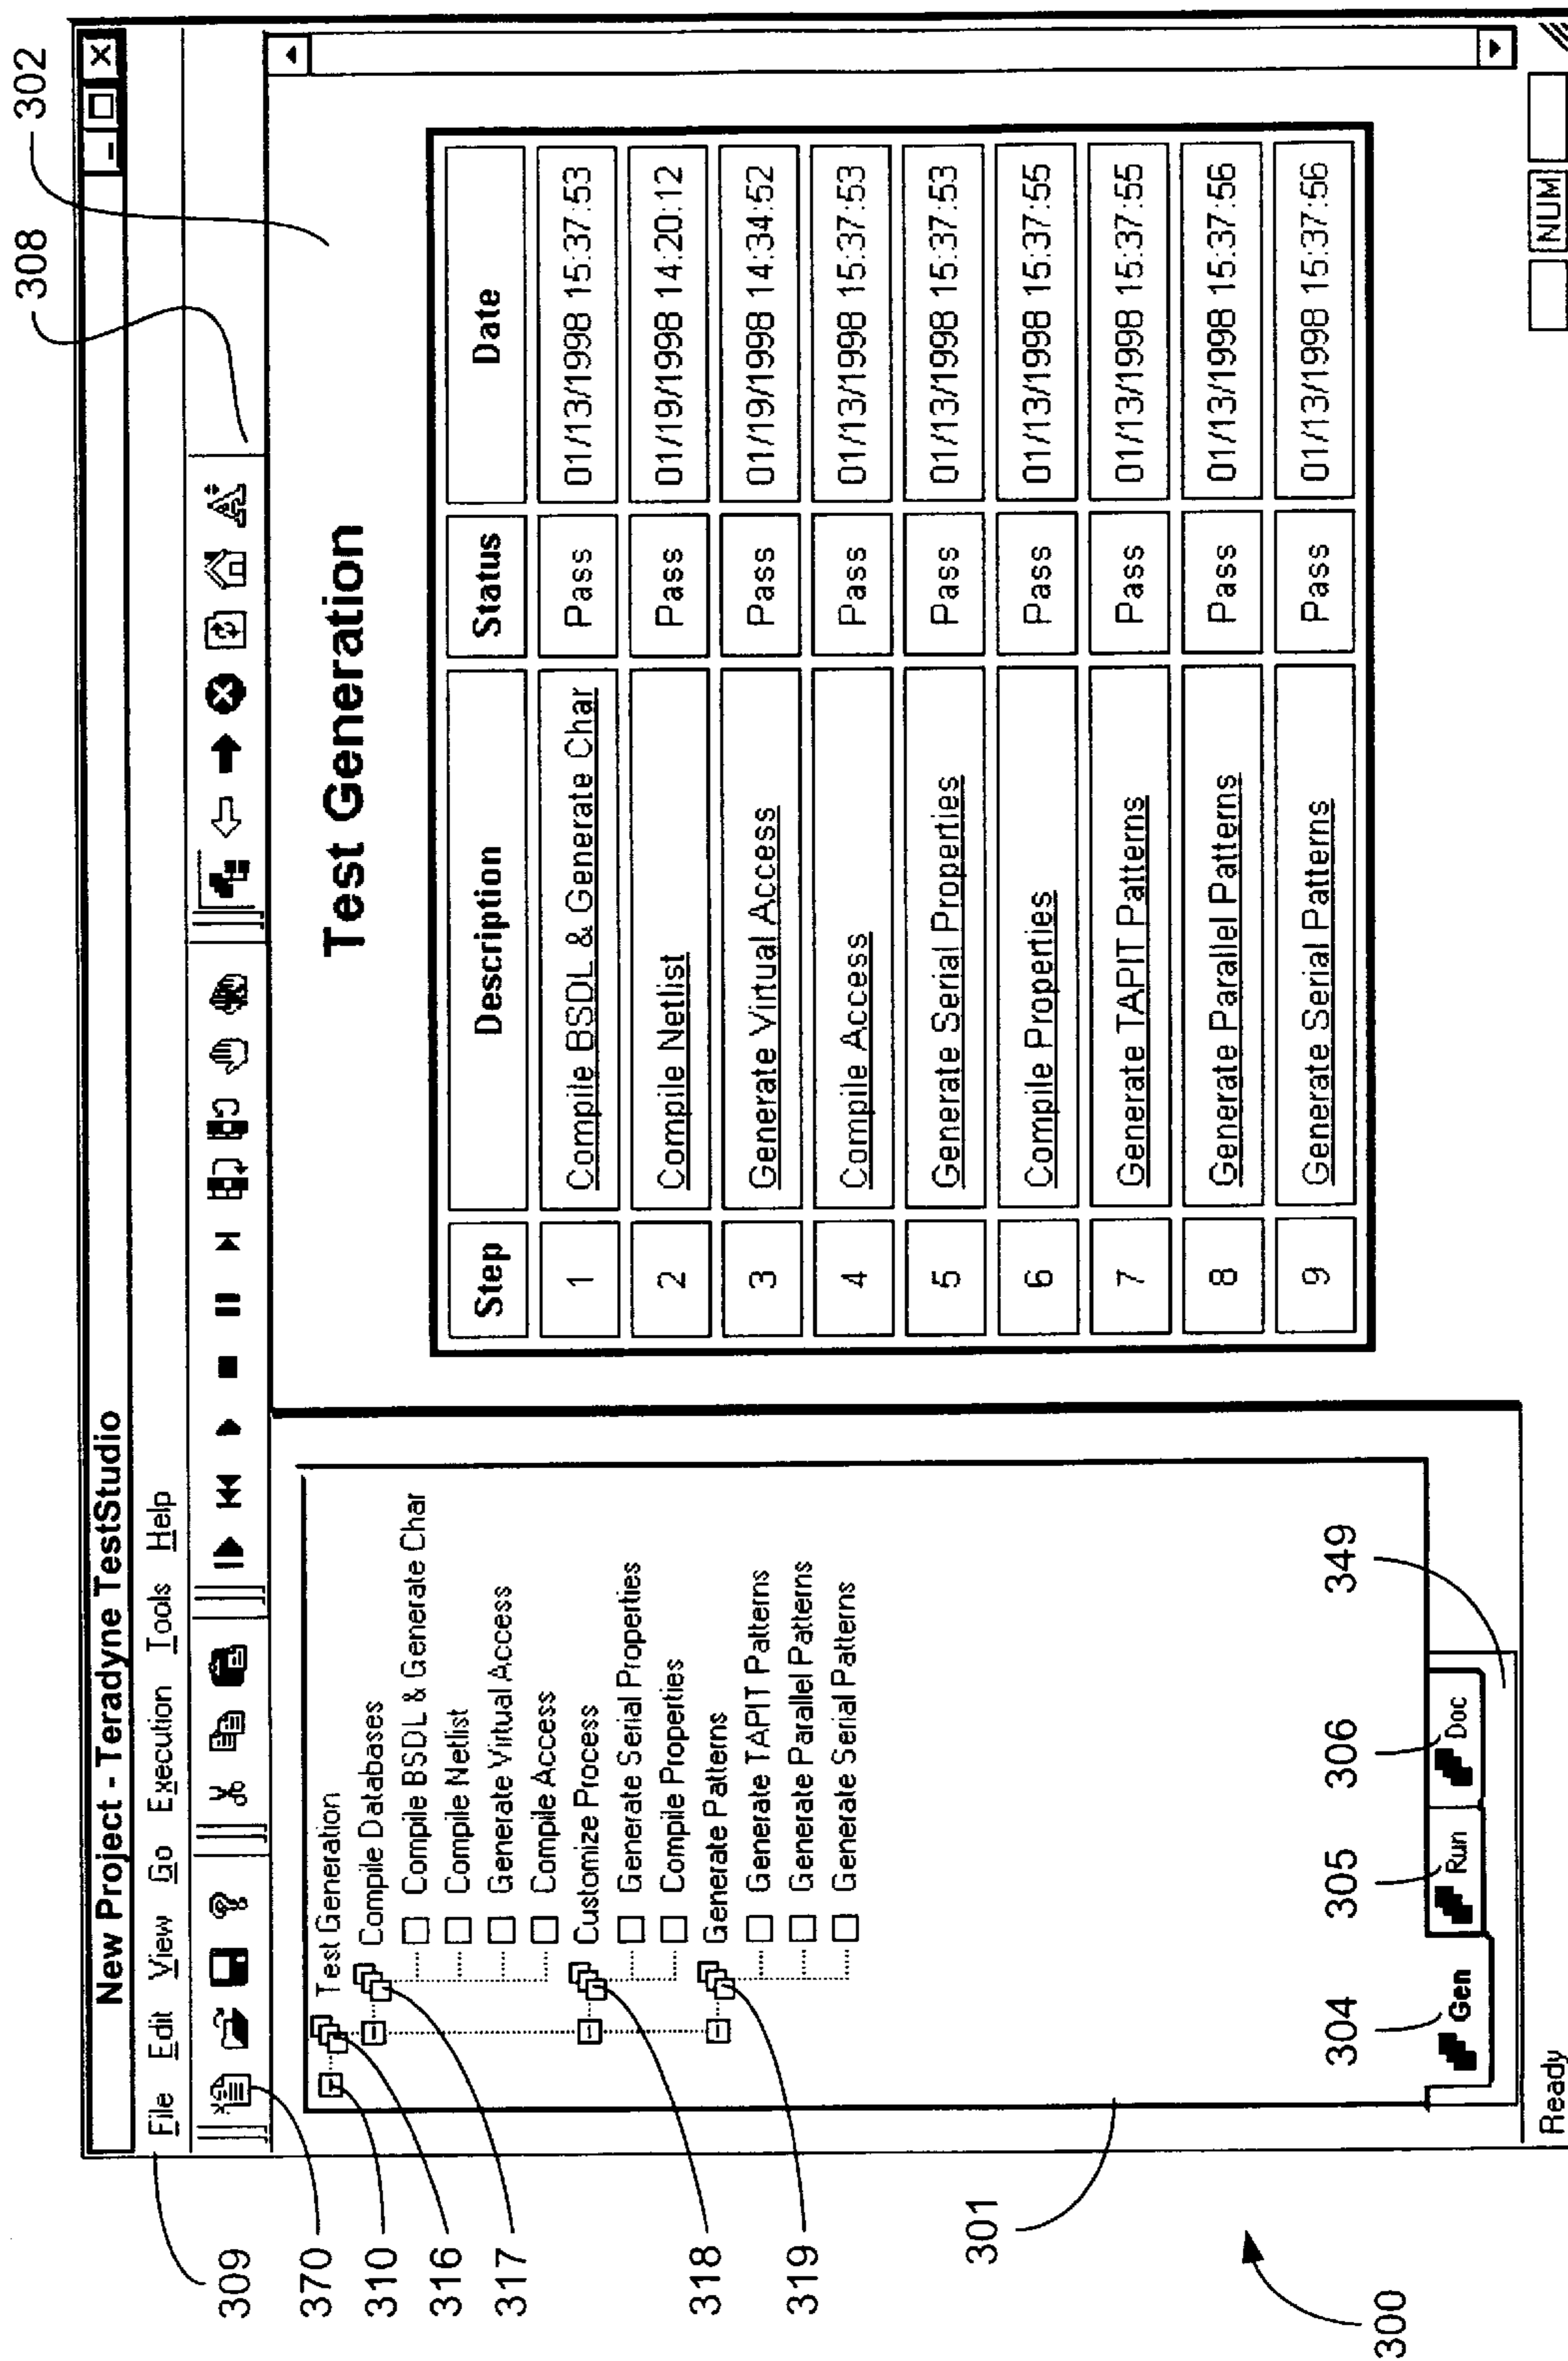 302
308
New Project - Teradyne TestStudio
File Edit View Go Execution Tools Help
309
370
310
316
317
318
319
301
300
Test Generation
Compile Databases
Compile BSDL & Generate Char
Compile Netlist
Generate Virtual Access
Compile Access
Customize Process
Generate Serial Properties
Compile Properties
Generate Patterns
Generate TAPIT Patterns
Generate Parallel Patterns
Generate Serial Patterns
304
305
306
349
Gen Run Doc
Test Generation
Step Description Status Date
1 Compile BSDL & Generate Char Pass 01/13/1998 15:37:53
2 Compile Netlist Pass 01/19/1998 14:20:12
3 Generate Virtual Access Pass 01/19/1998 14:34:52
4 Compile Access Pass 01/13/1998 15:37:53
5 Generate Serial Properties Pass 01/13/1998 15:37:53
6 Compile Properties Pass 01/13/1998 15:37:55
7 Generate TAPIT Patterns Pass 01/13/1998 15:37:55
8 Generate Parallel Patterns Pass 01/13/1998 15:37:56
9 Generate Serial Patterns Pass 01/13/1998 15:37:56
Ready
NUM